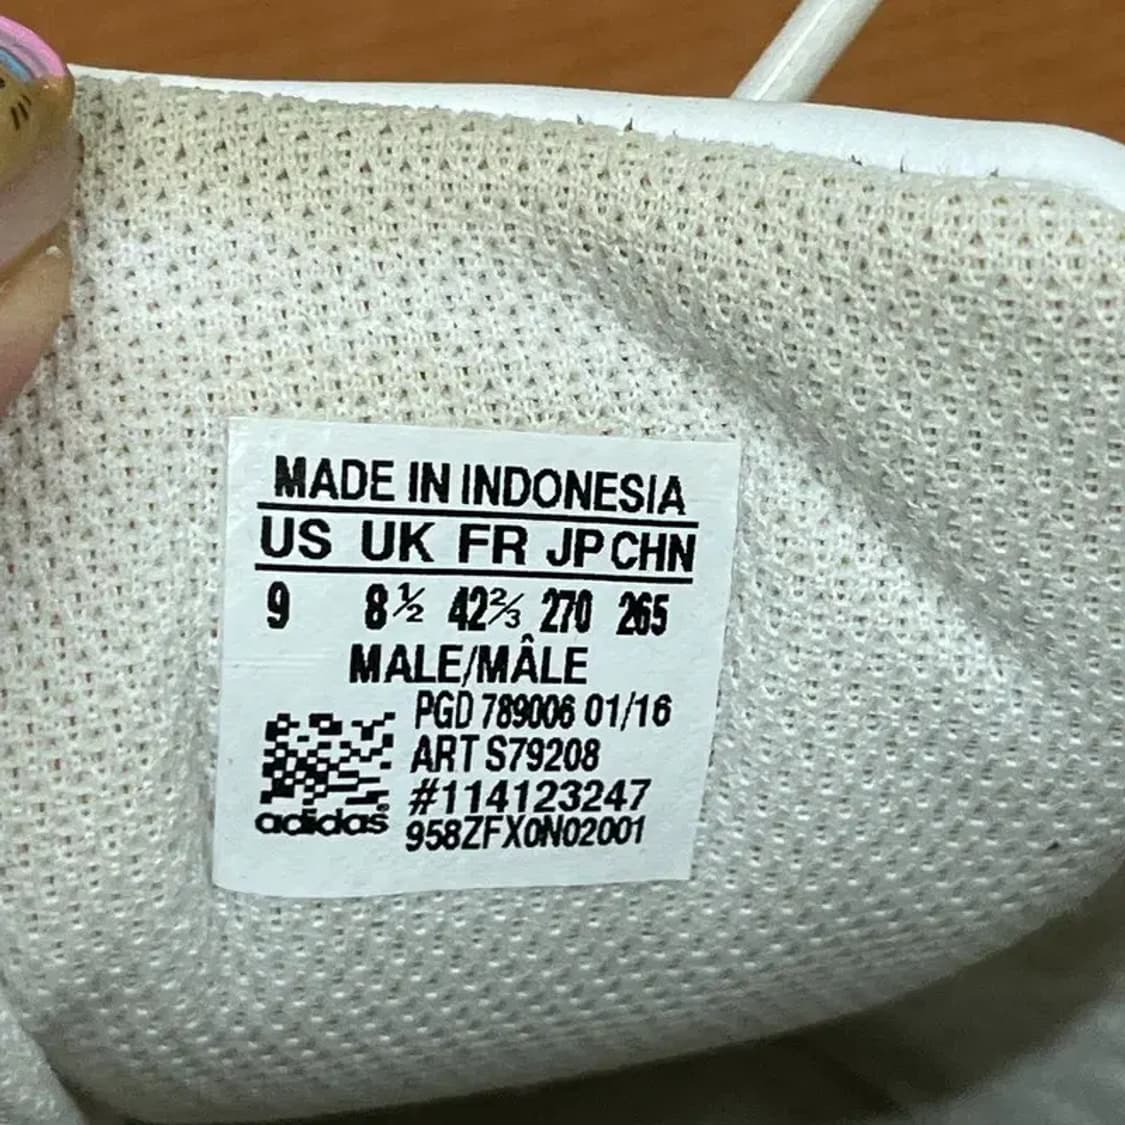 MADE IN INDONESIA
US UK FR JP CHN
9 8½ 42⅔ 270 265
MALE/MÂLE
PGD 789006 01/16
ART S79208
#114123247
adidas® 958ZFX0N02001